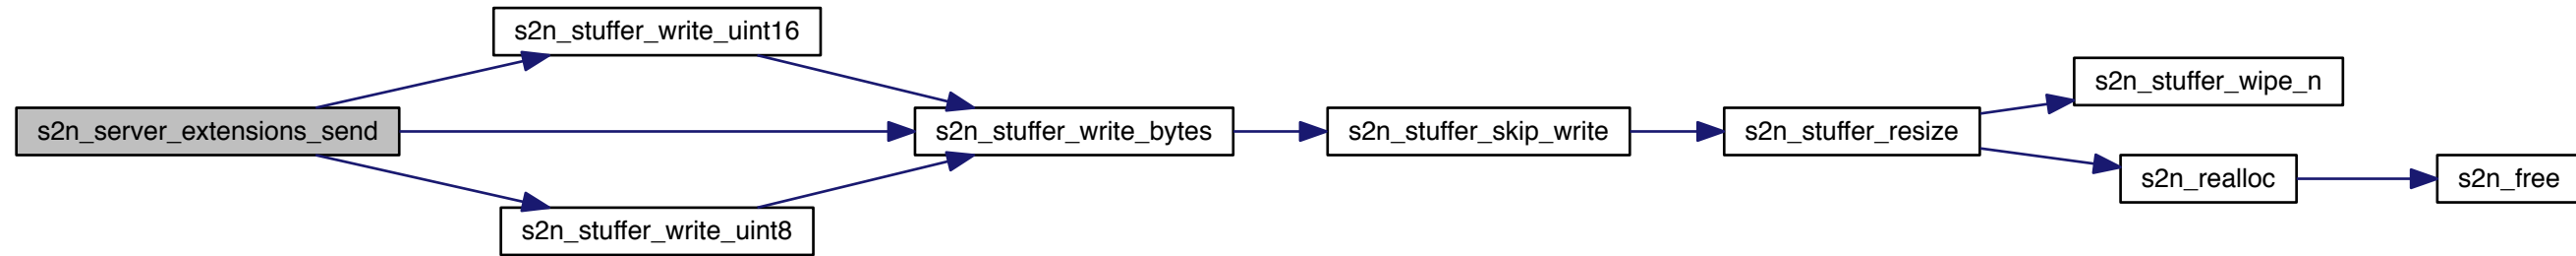 s2n_server_extensions_send
s2n_stuffer_write_uint16
s2n_stuffer_write_bytes
s2n_stuffer_write_uint8
s2n_stuffer_skip_write
s2n_stuffer_resize
s2n_stuffer_wipe_n
s2n_realloc
s2n_free